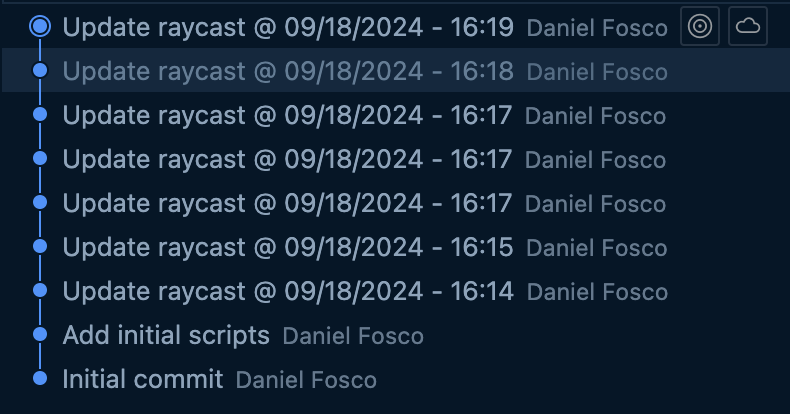 Update raycast @ 09/18/2024 - 16:19 Daniel Fosco
Update raycast @ 09/18/2024 - 16:18 Daniel Fosco
Update raycast @ 09/18/2024 - 16:17 Daniel Fosco
Update raycast @ 09/18/2024 - 16:17 Daniel Fosco
Update raycast @ 09/18/2024 - 16:17 Daniel Fosco
Update raycast @ 09/18/2024 - 16:15 Daniel Fosco
Update raycast @ 09/18/2024 - 16:14 Daniel Fosco
Add initial scripts Daniel Fosco
Initial commit Daniel Fosco